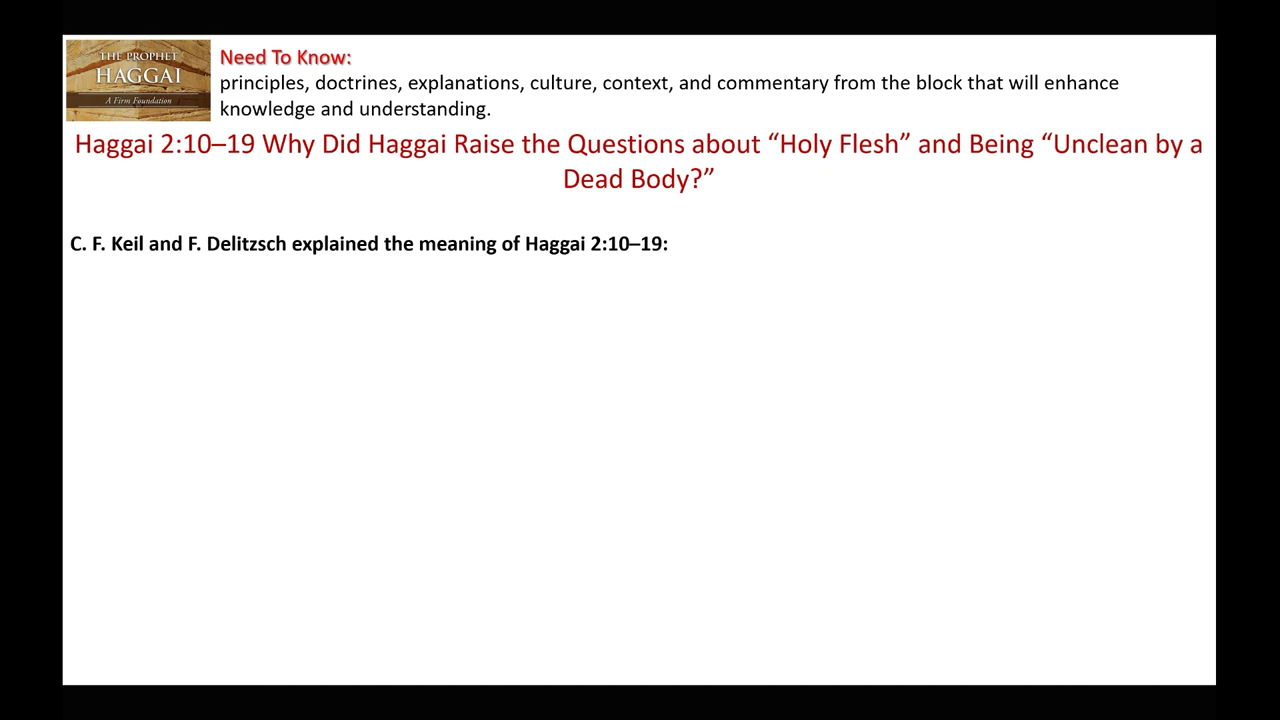 THE PROPHET
HAGGAI
A Firm Foundation
Need To Know:
principles, doctrines, explanations, culture, context, and commentary from the block that will enhance
knowledge and understanding.
Haggai 2:10–19 Why Did Haggai Raise the Questions about “Holy Flesh” and Being “Unclean by a
Dead Body?”
C. F. Keil and F. Delitzsch explained the meaning of Haggai 2:10–19: